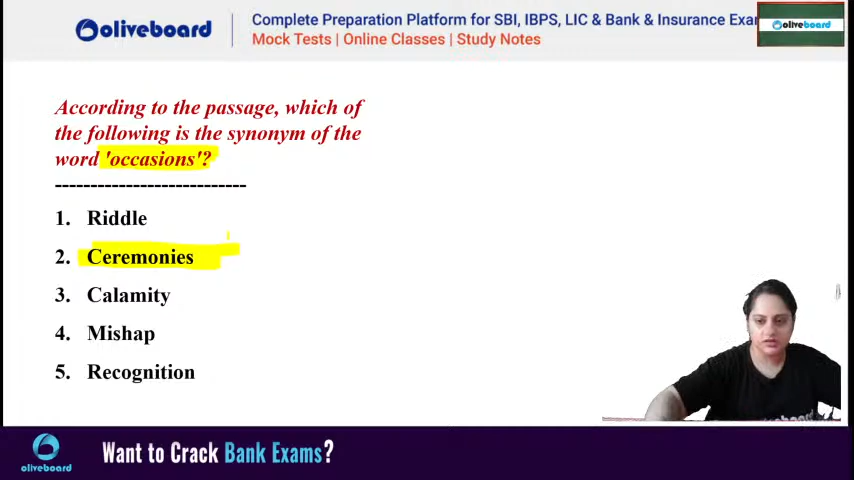 oliveboard
Complete Preparation Platform for SBI, IBPS, LIC & Bank & Insurance Exa
Mock Tests | Online Classes | Study Notes
oliveboard
According to the passage, which of
the following is the synonym of the
word 'occasions'?
---------------------------
1. Riddle
2. Ceremonies
3. Calamity
4. Mishap
5. Recognition
oliveboard
Want to Crack Bank Exams?